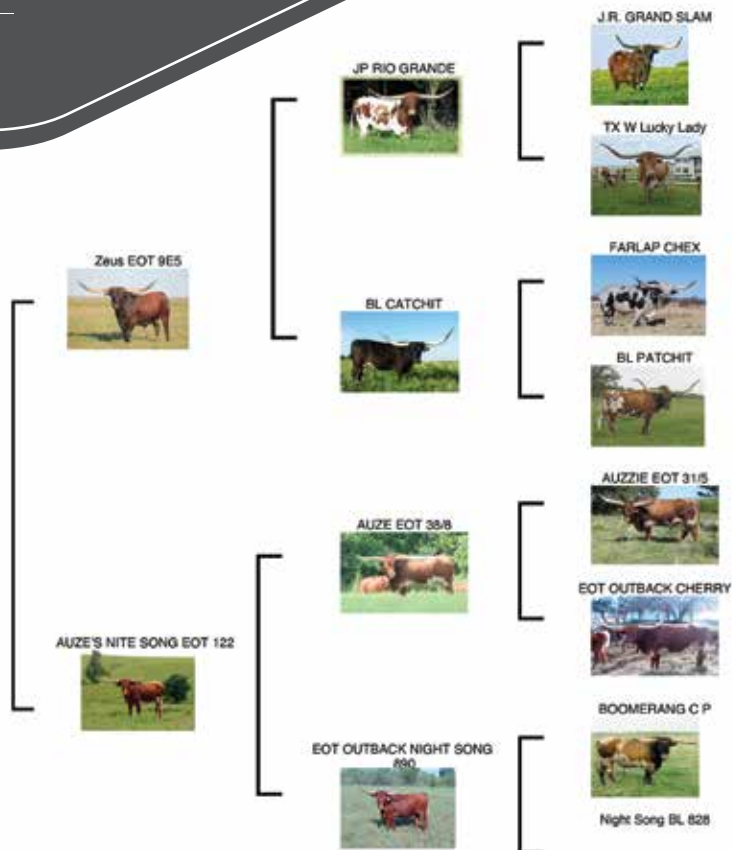 J.R. GRAND SLAM
JP RIO GRANDE
TX W Lucky Lady
Zeus EOT 9E5
FARLAP CHEX
BL CATCHIT
BL PATCHIT
AUZZIE EOT 31/5
AUZE EOT 38/8
EOT OUTBACK CHERRY
AUZE'S NITE SONG EOT 122
BOOMERANG C P
EOT OUTBACK NIGHT SONG
890
Night Song BL 828